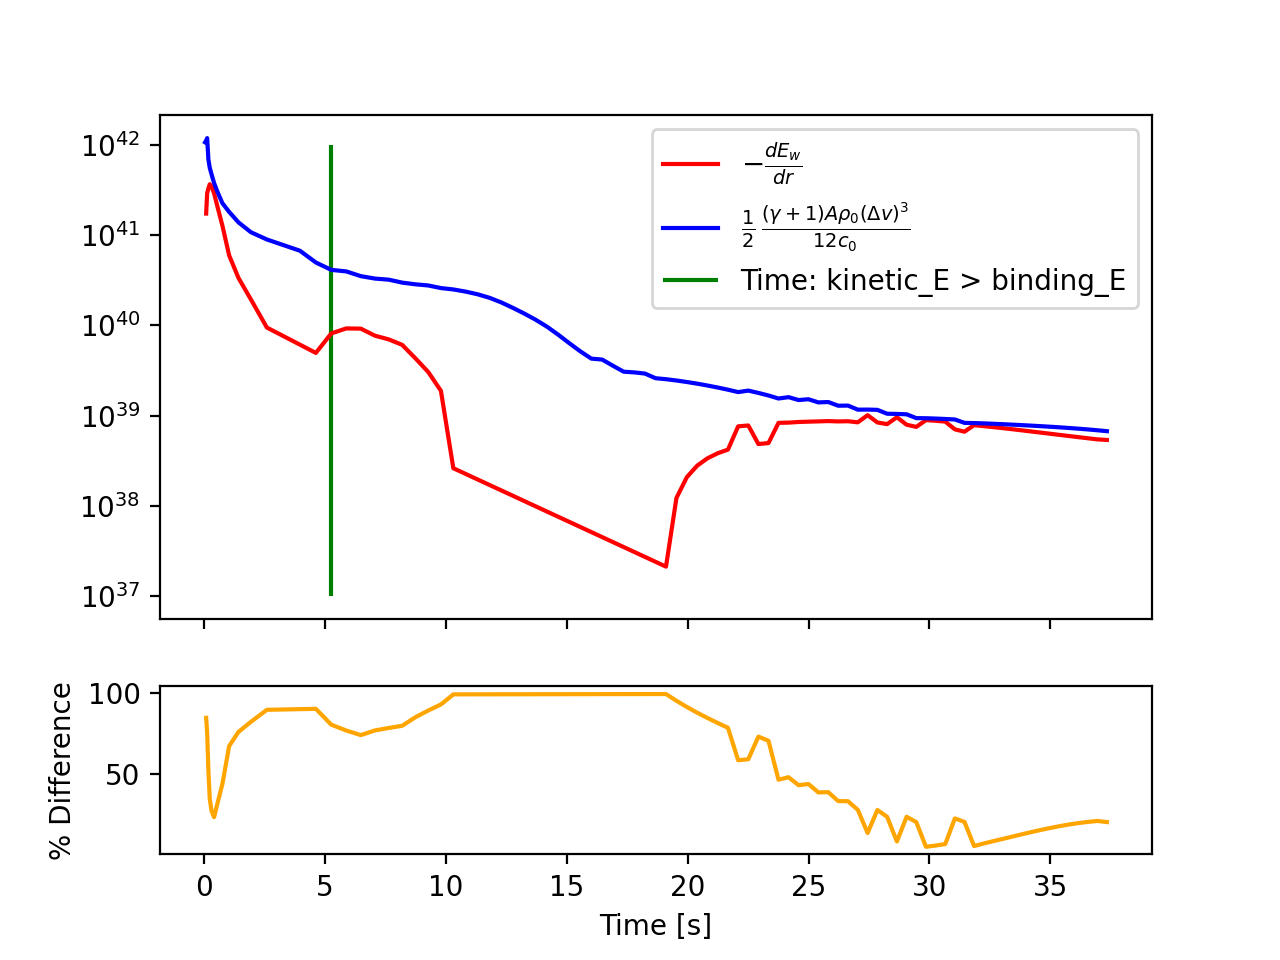 10^42
10^41
10^40
10^39
10^38
10^37
−dE_w/dr
1/2 (γ + 1)Aρ_0(Δv)^3/12c_0
Time: kinetic_E > binding_E
% Difference
100
50
0 5 10 15 20 25 30 35
Time [s]